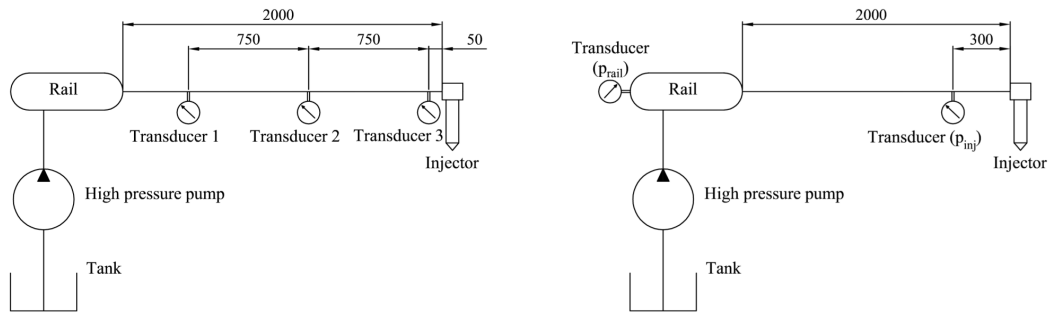 2000
750 750 50
Rail
Transducer 1 Transducer 2 Transducer 3
Injector
High pressure pump
Tank
2000
300
Transducer
(p_rail)
Rail
Transducer (p_inj)
Injector
High pressure pump
Tank